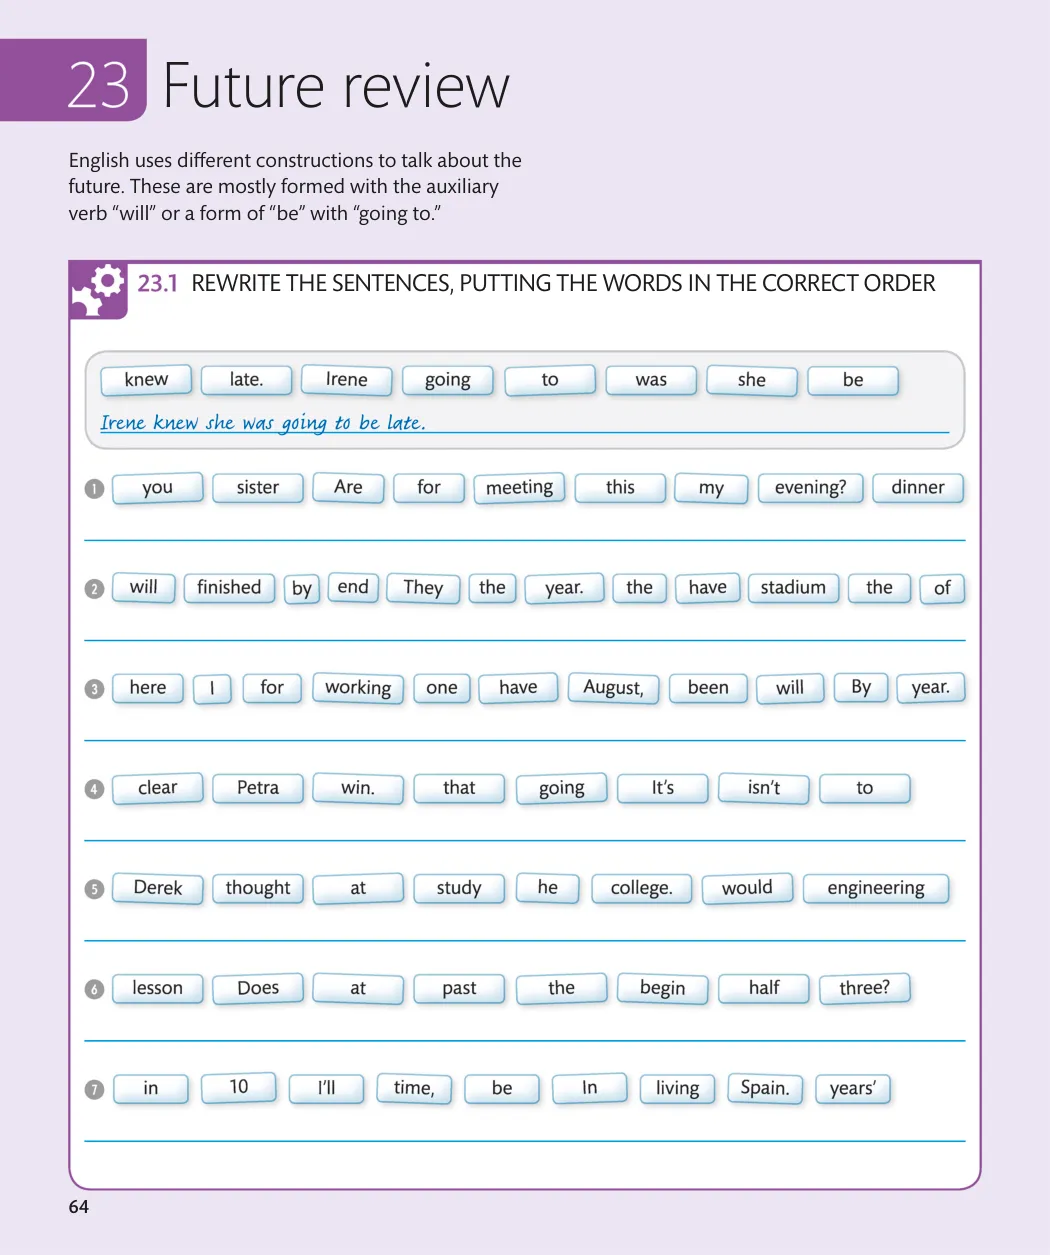 23 Future review
English uses different constructions to talk about the
future. These are mostly formed with the auxiliary
verb “will” or a form of “be” with “going to.”
23.1 REWRITE THE SENTENCES, PUTTING THE WORDS IN THE CORRECT ORDER
knew late. Irene going to was she be
Irene knew she was going to be late.
1 you sister Are for meeting this my evening? dinner
2 will finished by end They the year. the have stadium the of
3 here I for working one have August, been will By year.
4 clear Petra win. that going It’s isn’t to
5 Derek thought at study he college. would engineering
6 lesson Does at past the begin half three?
7 in 10 I’ll time, be In living Spain. years’
64